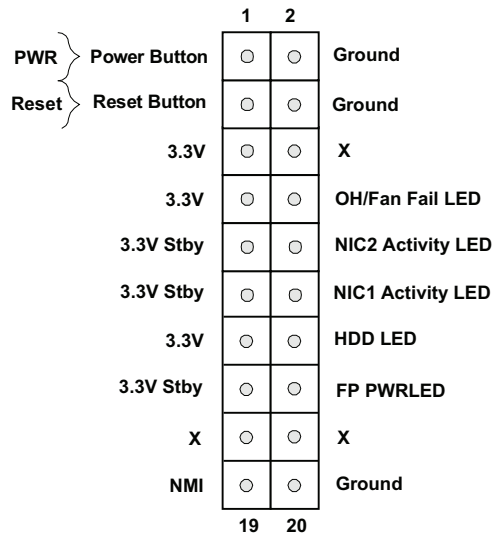 1 2
PWR Power Button Ground
Reset Reset Button Ground
3.3V X
3.3V OH/Fan Fail LED
3.3V Stby NIC2 Activity LED
3.3V Stby NIC1 Activity LED
3.3V HDD LED
3.3V Stby FP PWRLED
X X
NMI Ground
19 20